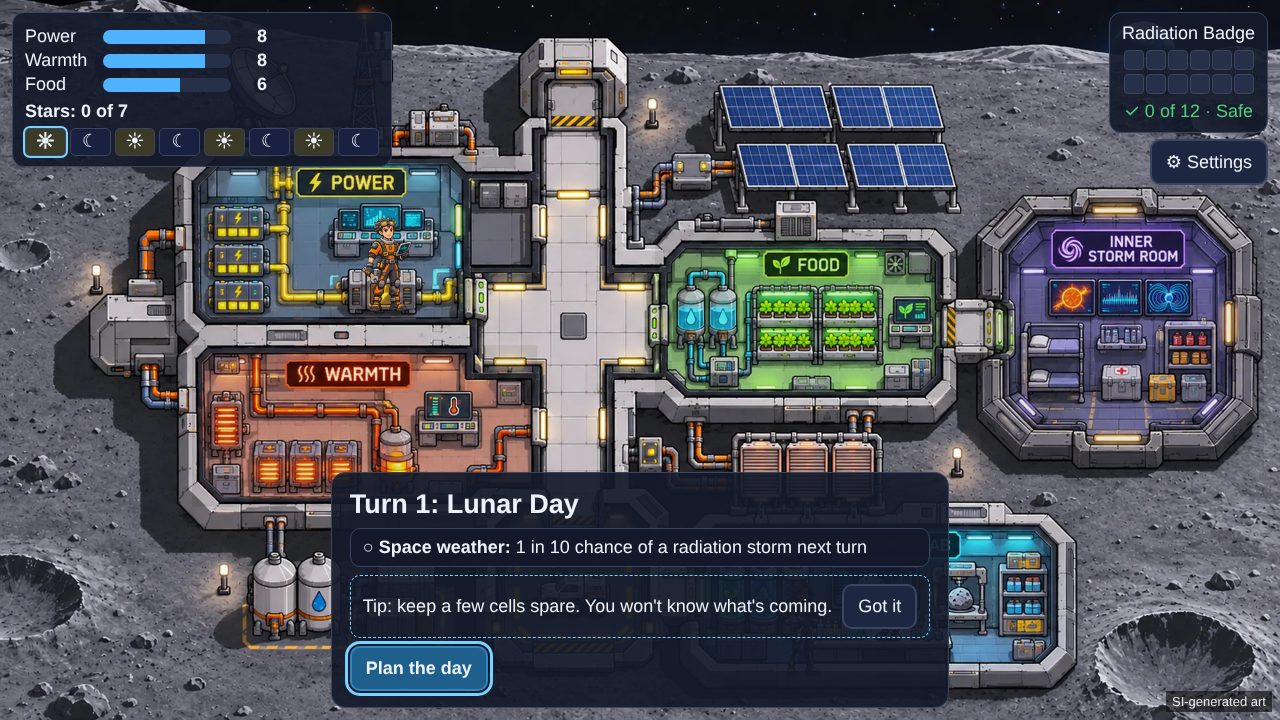 Power 8
Warmth 8
Food 6
Stars: 0 of 7
Radiation Badge
✓ 0 of 12 · Safe
⚙ Settings
POWER
FOOD
INNER
STORM ROOM
WARMTH
Turn 1: Lunar Day
○ Space weather: 1 in 10 chance of a radiation storm next turn
Tip: keep a few cells spare. You won't know what's coming.
Got it
Plan the day
SI-generated art